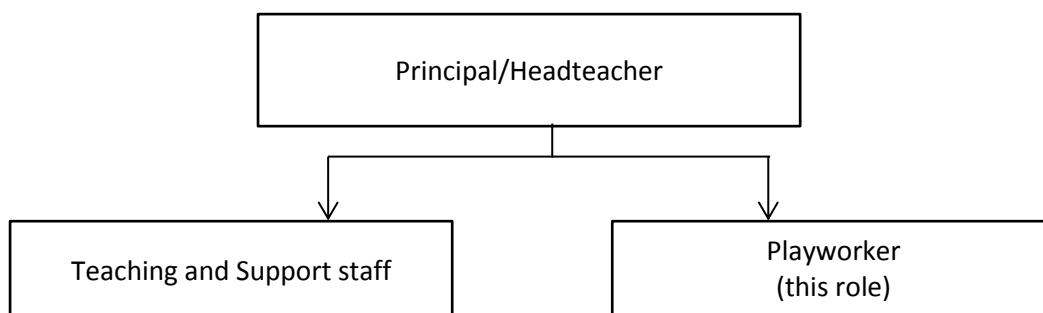 Principal/Headteacher
Teaching and Support staff
Playworker
(this role)